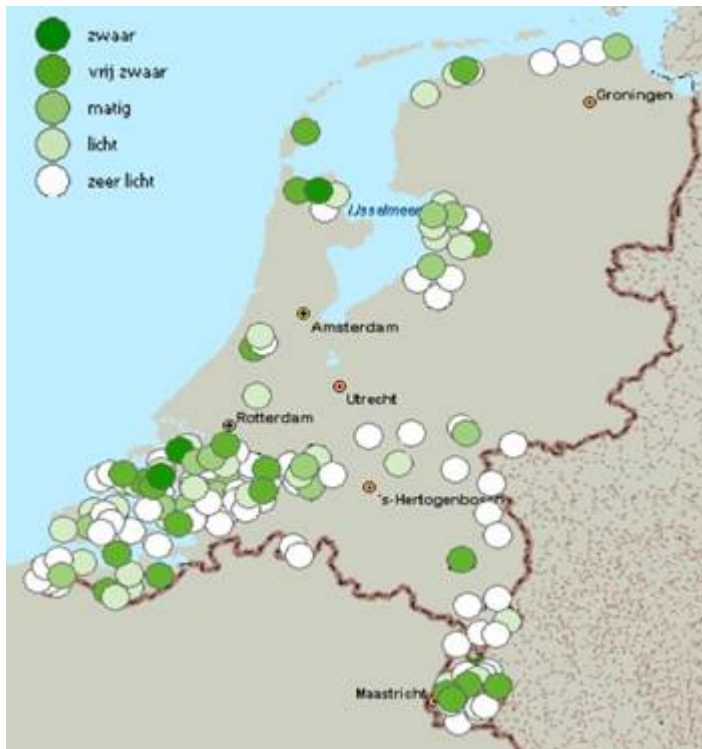 zwaar
vrij zwaar
matig
licht
zeer licht
Groningen
IJsselmeer
Amsterdam
Utrecht
Rotterdam
's-Hertogenbosch
Maastricht